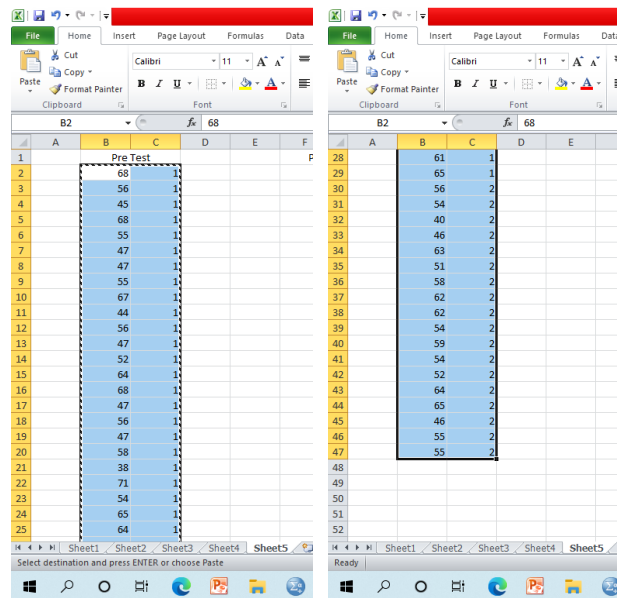 File Home Insert Page Layout Formulas Data
Cut
Copy
Paste
Format Painter
Calibri 11 A A
B I U A
Clipboard Font
B2 fx 68
A B C D E F
1 Pre Test P
2 68 1
3 56 1
4 45 1
5 68 1
6 55 1
7 47 1
8 47 1
9 55 1
10 67 1
11 44 1
12 56 1
13 47 1
14 52 1
15 64 1
16 68 1
17 47 1
18 56 1
19 47 1
20 58 1
21 38 1
22 71 1
23 54 1
24 65 1
25 64 1
Sheet1 Sheet2 Sheet3 Sheet4 Sheet5
Select destination and press ENTER or choose Paste
File Home Insert Page Layout Formulas Dat
Cut
Copy
Paste
Format Painter
Calibri 11 A A
B I U A
Clipboard Font
B2 fx 68
A B C D E
28 61 1
29 65 1
30 56 2
31 54 2
32 40 2
33 46 2
34 63 2
35 51 2
36 58 2
37 62 2
38 62 2
39 54 2
40 59 2
41 54 2
42 52 2
43 64 2
44 65 2
45 46 2
46 55 2
47 55 2
48
49
50
51
52
Sheet1 Sheet2 Sheet3 Sheet4 Sheet5
Ready